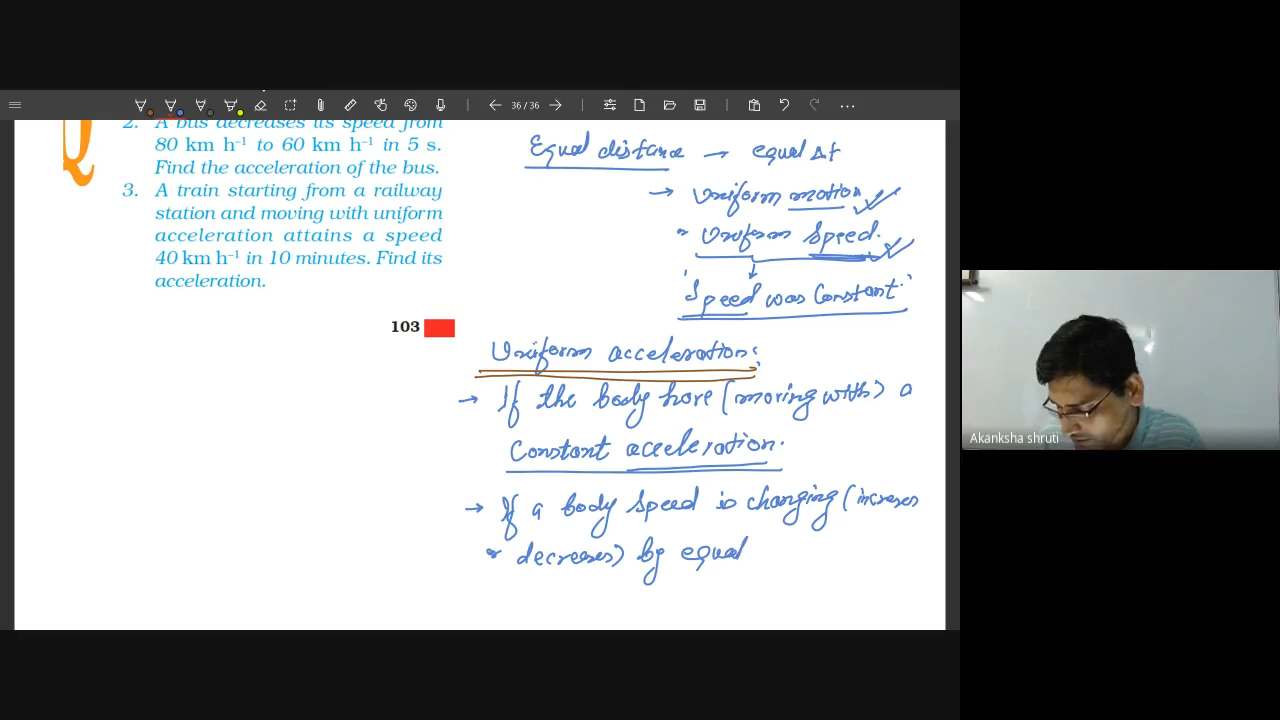 36/36
2. A bus decreases its speed from
80 km h⁻¹ to 60 km h⁻¹ in 5 s.
Find the acceleration of the bus.
3. A train starting from a railway
station and moving with uniform
acceleration attains a speed
40 km h⁻¹ in 10 minutes. Find its
acceleration.
103
Q
Equal distance → equal Δt
→ Uniform motion
Uniform speed.
'Speed was Constant.'
Uniform acceleration:
→ If the body have (moving with) a
Constant acceleration.
→ If a body speed is changing (increases
or decreases) by equal
Akanksha shruti